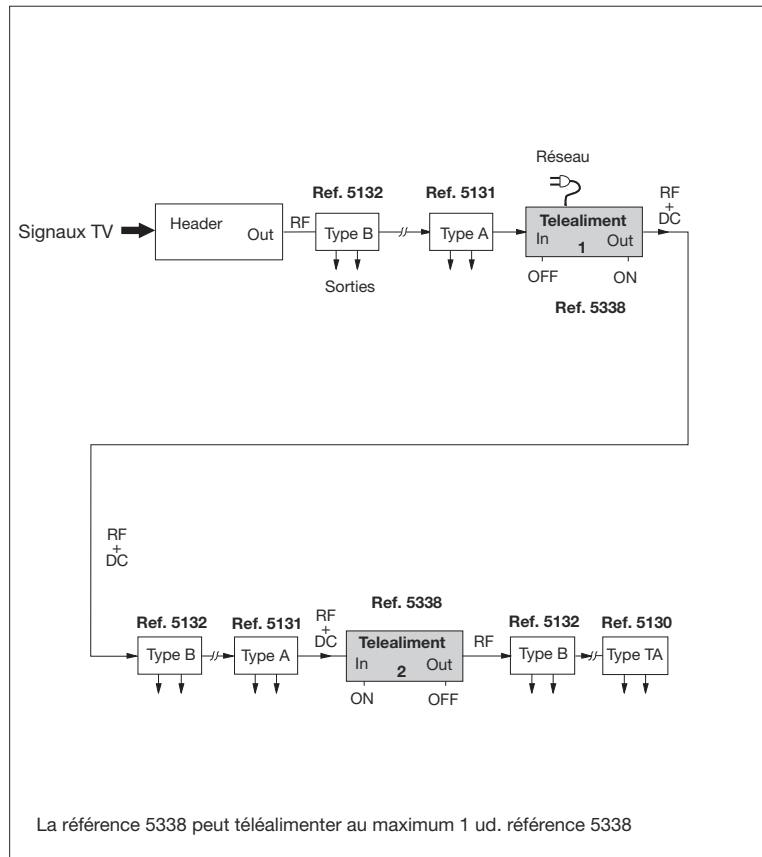 Réseau
Ref. 5132
Ref. 5131
RF
+
DC
Signaux TV
Header
Out
RF
Type B
Type A
Telealiment
In
Out
1
Sorties
OFF
ON
Ref. 5338
RF
+
DC
Ref. 5132
Ref. 5131
RF
+
DC
Ref. 5338
Ref. 5132
Ref. 5130
Type B
Type A
Telealiment
In
Out
2
RF
Type B
Type TA
ON
OFF
La référence 5338 peut téléalimenter au maximum 1 ud. référence 5338